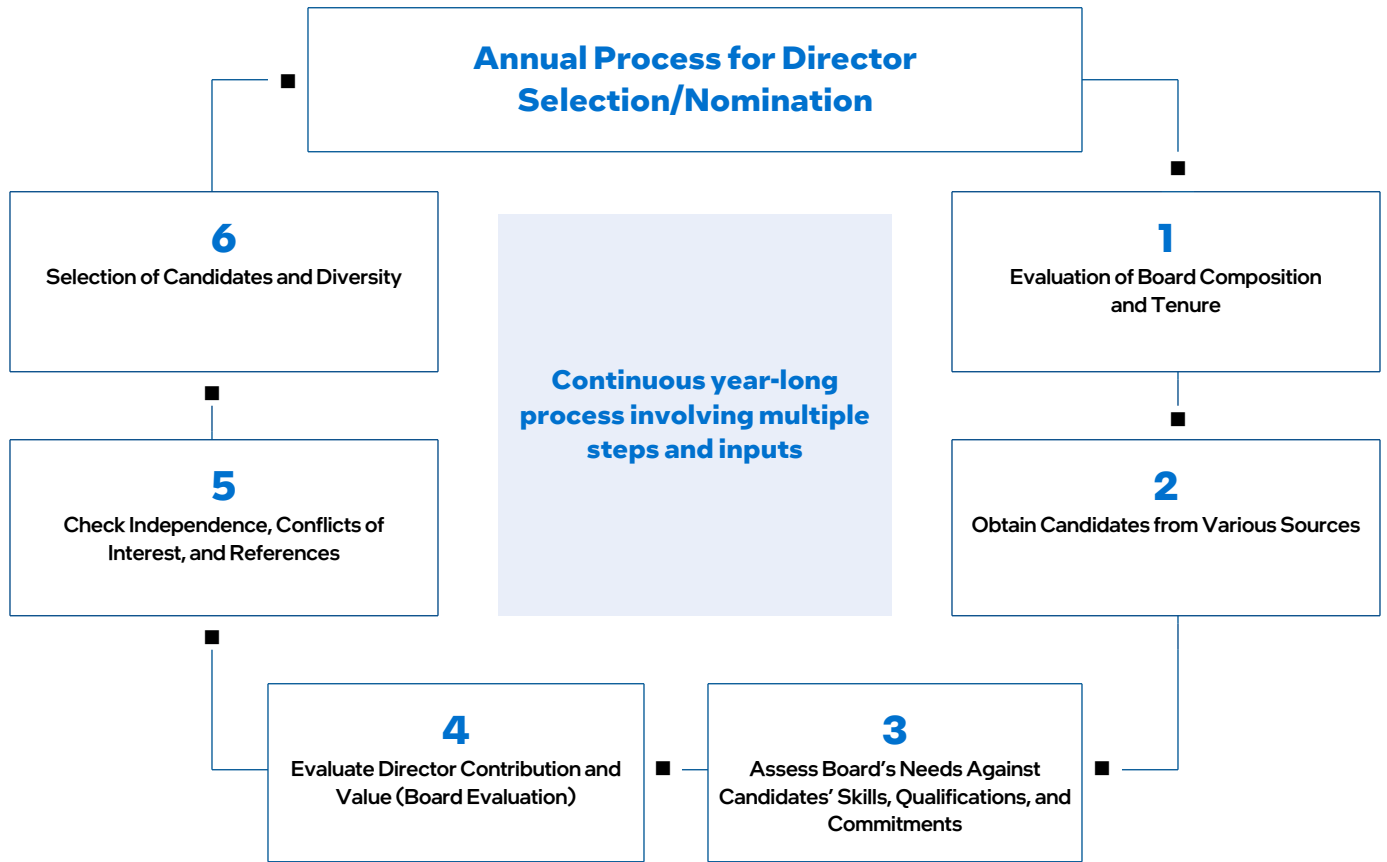 Annual Process for Director
Selection/Nomination
1
Evaluation of Board Composition
and Tenure
2
Obtain Candidates from Various Sources
3
Assess Board's Needs Against
Candidates' Skills, Qualifications, and
Commitments
4
Evaluate Director Contribution and
Value (Board Evaluation)
5
Check Independence, Conflicts of
Interest, and References
6
Selection of Candidates and Diversity
Continuous year-long
process involving multiple
steps and inputs